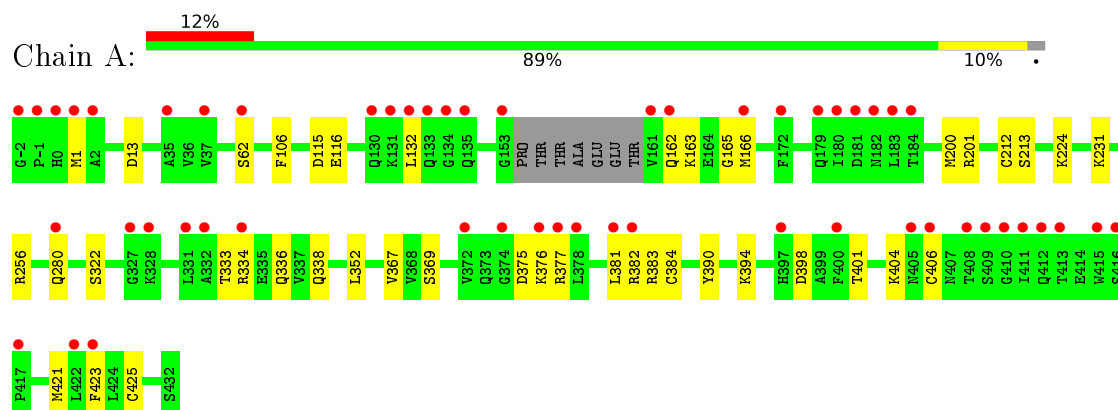 12%
Chain A:
89% 10% •
G-2 P-1 H0 M1 A2 D13 A35 V36 V37 S62 F106 D115 E116 Q130 K131 L132 Q133 G134 Q135 G153 PRO THR THR ALA GLU GLU THR V161 Q162 K163 E164 G165 M166 F172 Q179 I180 D181 N182 L183 T184 M200 R201 C212 S213 K224 K231
R256 Q280 S322 G327 K328 L331 A332 T333 R334 E335 Q336 V337 Q338 L352 V367 V368 S369 V372 Q373 G374 D375 K376 R377 L378 L381 R382 R383 C384 Y390 K394 H397 D398 A399 F400 T401 K404 N405 C406 N407 T408 S409 G410 I411 Q412 T413 E414 W415 S416
P417 M421 L422 F423 L424 C425 S432